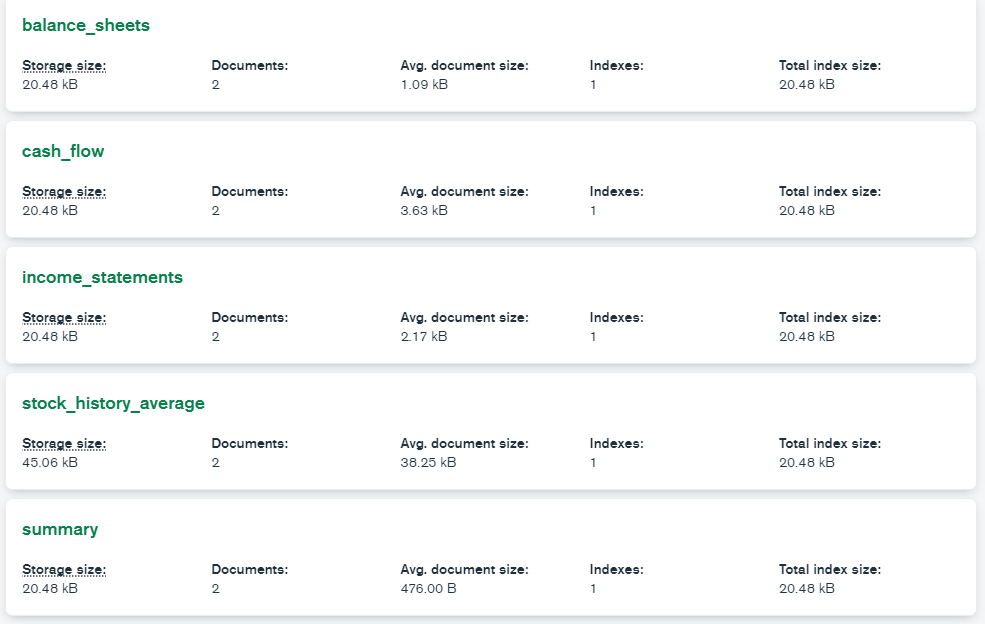 balance_sheets
Storage size: Documents: Avg. document size: Indexes: Total index size:
20.48 kB 2 1.09 kB 1 20.48 kB
cash_flow
Storage size: Documents: Avg. document size: Indexes: Total index size:
20.48 kB 2 3.63 kB 1 20.48 kB
income_statements
Storage size: Documents: Avg. document size: Indexes: Total index size:
20.48 kB 2 2.17 kB 1 20.48 kB
stock_history_average
Storage size: Documents: Avg. document size: Indexes: Total index size:
45.06 kB 2 38.25 kB 1 20.48 kB
summary
Storage size: Documents: Avg. document size: Indexes: Total index size:
20.48 kB 2 476.00 B 1 20.48 kB